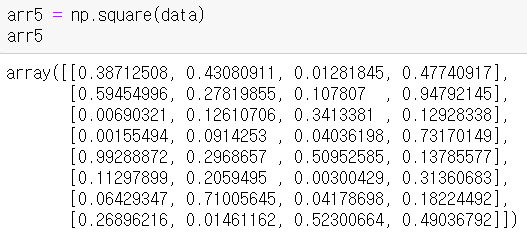 arr5 = np.square(data)
arr5
array([[0.38712508, 0.43080911, 0.01281845, 0.47740917],
       [0.59454996, 0.27819855, 0.107807  , 0.94792145],
       [0.00690321, 0.12610706, 0.3413381 , 0.12928338],
       [0.00155494, 0.0914253 , 0.04036198, 0.73170149],
       [0.99288872, 0.2968657 , 0.50952585, 0.13785577],
       [0.11297899, 0.2059495 , 0.00300429, 0.31360683],
       [0.06429347, 0.71005645, 0.04178698, 0.18224492],
       [0.26896216, 0.01461162, 0.52300664, 0.49036792]])